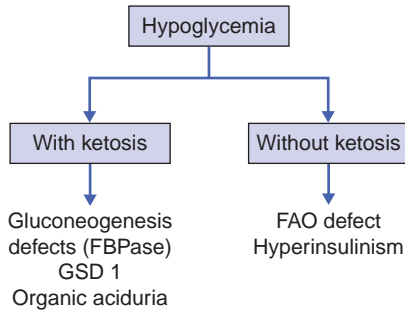 Hypoglycemia
With ketosis
Without ketosis
Gluconeogenesis
defects (FBPase)
GSD 1
Organic aciduria
FAO defect
Hyperinsulinism